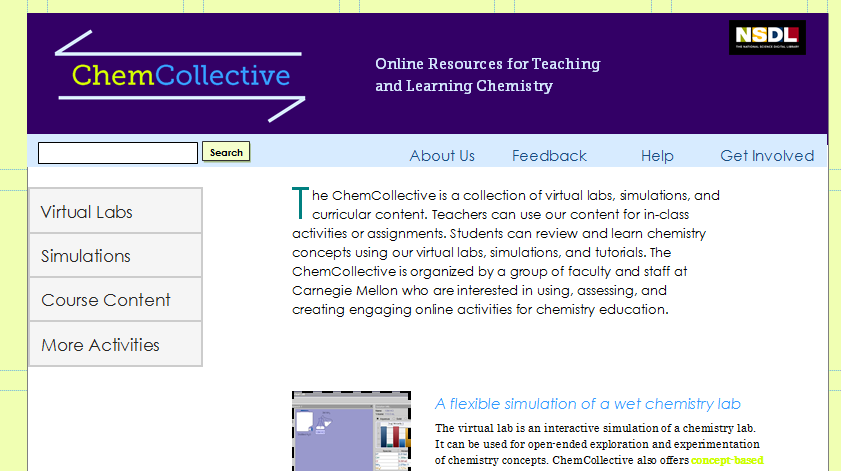 NSDL
THE NATIONAL SCIENCE DIGITAL LIBRARY
ChemCollective
Online Resources for Teaching
and Learning Chemistry
Search
About Us
Feedback
Help
Get Involved
Virtual Labs
Simulations
Course Content
More Activities
The ChemCollective is a collection of virtual labs, simulations, and
curricular content. Teachers can use our content for in-class
activities or assignments. Students can review and learn chemistry
concepts using our virtual labs, simulations, and tutorials. The
ChemCollective is organized by a group of faculty and staff at
Carnegie Mellon who are interested in using, assessing, and
creating engaging online activities for chemistry education.
A flexible simulation of a wet chemistry lab
The virtual lab is an interactive simulation of a chemistry lab.
It can be used for open-ended exploration and experimentation
of chemistry concepts. ChemCollective also offers concept-based